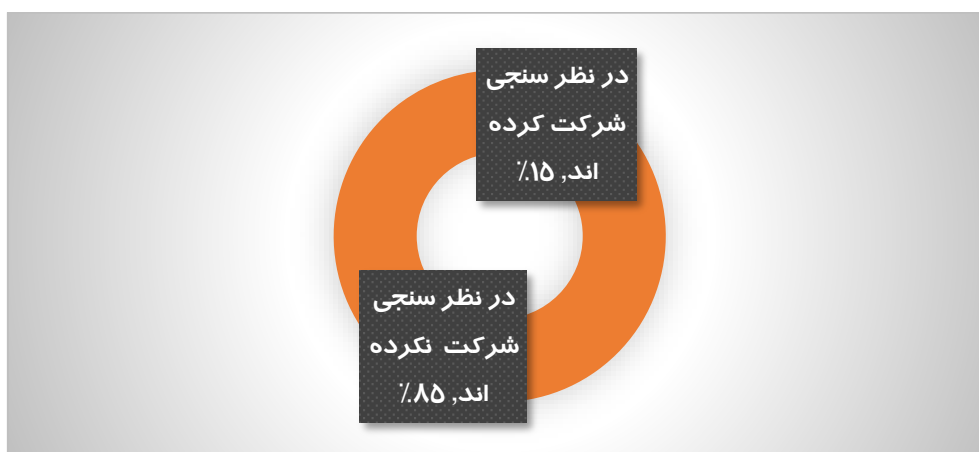 در نظر سنجی
شرکت کرده
اند, ۱۵٪
در نظر سنجی
شرکت نکرده
اند, ۸۵٪